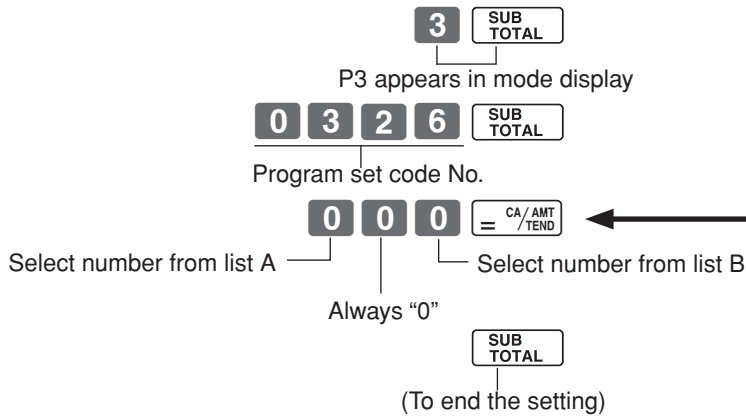 3 SUB TOTAL
P3 appears in mode display
0 3 2 6 SUB TOTAL
Program set code No.
0 0 0 = CA/AMT/TEND
Select number from list A
Select number from list B
Always “0”
SUB TOTAL
(To end the setting)